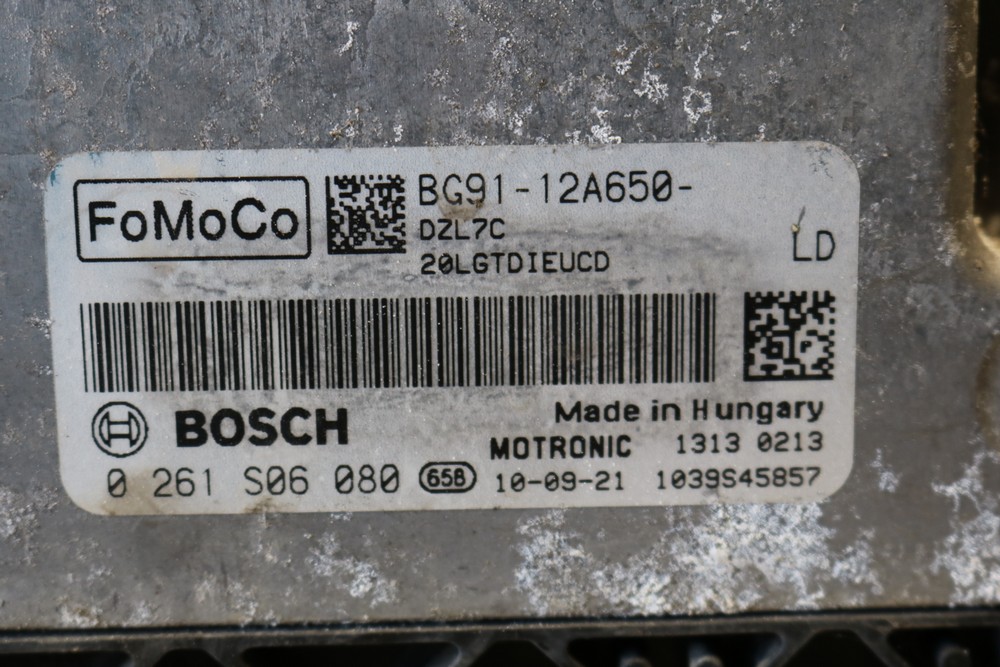 FoMoCo
BG91-12A650-
DZL7C
20LGTDIEUCD
LD
BOSCH
Made in Hungary
MOTRONIC 1313 0213
0 261 S06 080 658 10-09-21 1039S45857